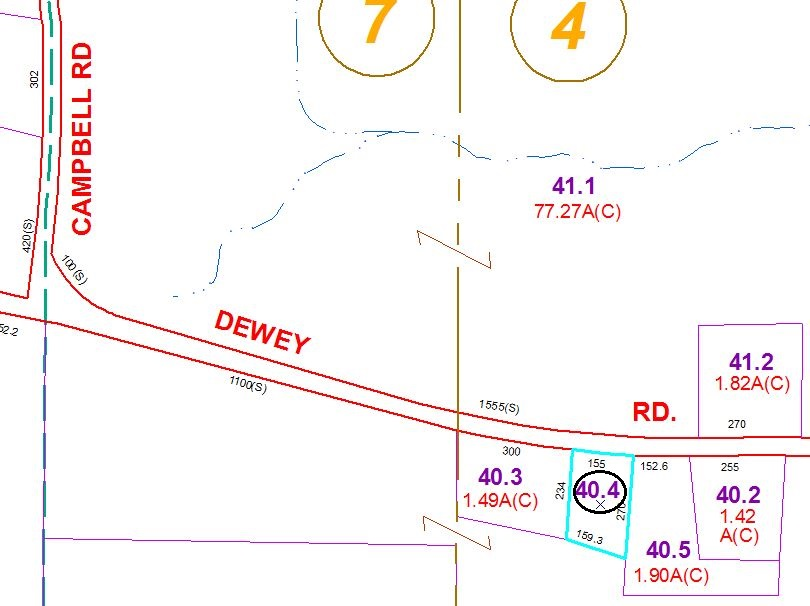 7
4
302
CAMPBELL RD
41.1
77.27A(C)
420(S)
100(S)
52.2
DEWEY
1100(S)
1555(S)
RD.
41.2
1.82A(C)
270
300
155
152.6
255
40.3
1.49A(C)
234
40.4
270
40.2
1.42
A(C)
159.3
40.5
1.90A(C)